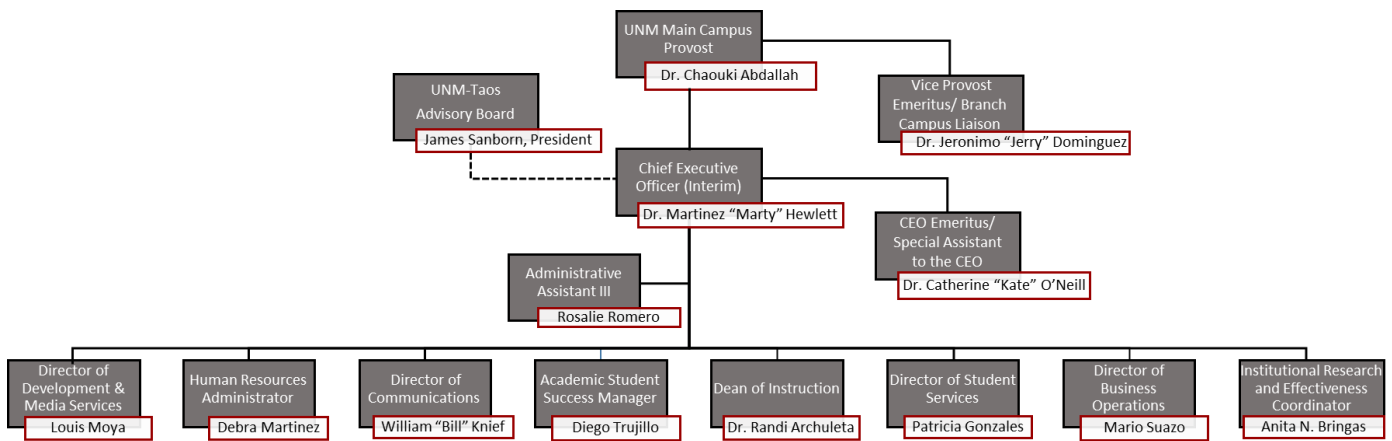 UNM Main Campus
Provost
Dr. Chaouki Abdallah
UNM-Taos
Advisory Board
James Sanborn, President
Vice Provost
Emeritus/ Branch
Campus Liaison
Dr. Jeronimo “Jerry” Dominguez
Chief Executive
Officer (Interim)
Dr. Martinez “Marty” Hewlett
CEO Emeritus/
Special Assistant
to the CEO
Dr. Catherine “Kate” O’Neill
Administrative
Assistant III
Rosalie Romero
Director of
Development &
Media Services
Louis Moya
Human Resources
Administrator
Debra Martinez
Director of
Communications
William “Bill” Knief
Academic Student
Success Manager
Diego Trujillo
Dean of Instruction
Dr. Randi Archuleta
Director of Student
Services
Patricia Gonzales
Director of
Business
Operations
Mario Suazo
Institutional Research
and Effectiveness
Coordinator
Anita N. Bringas